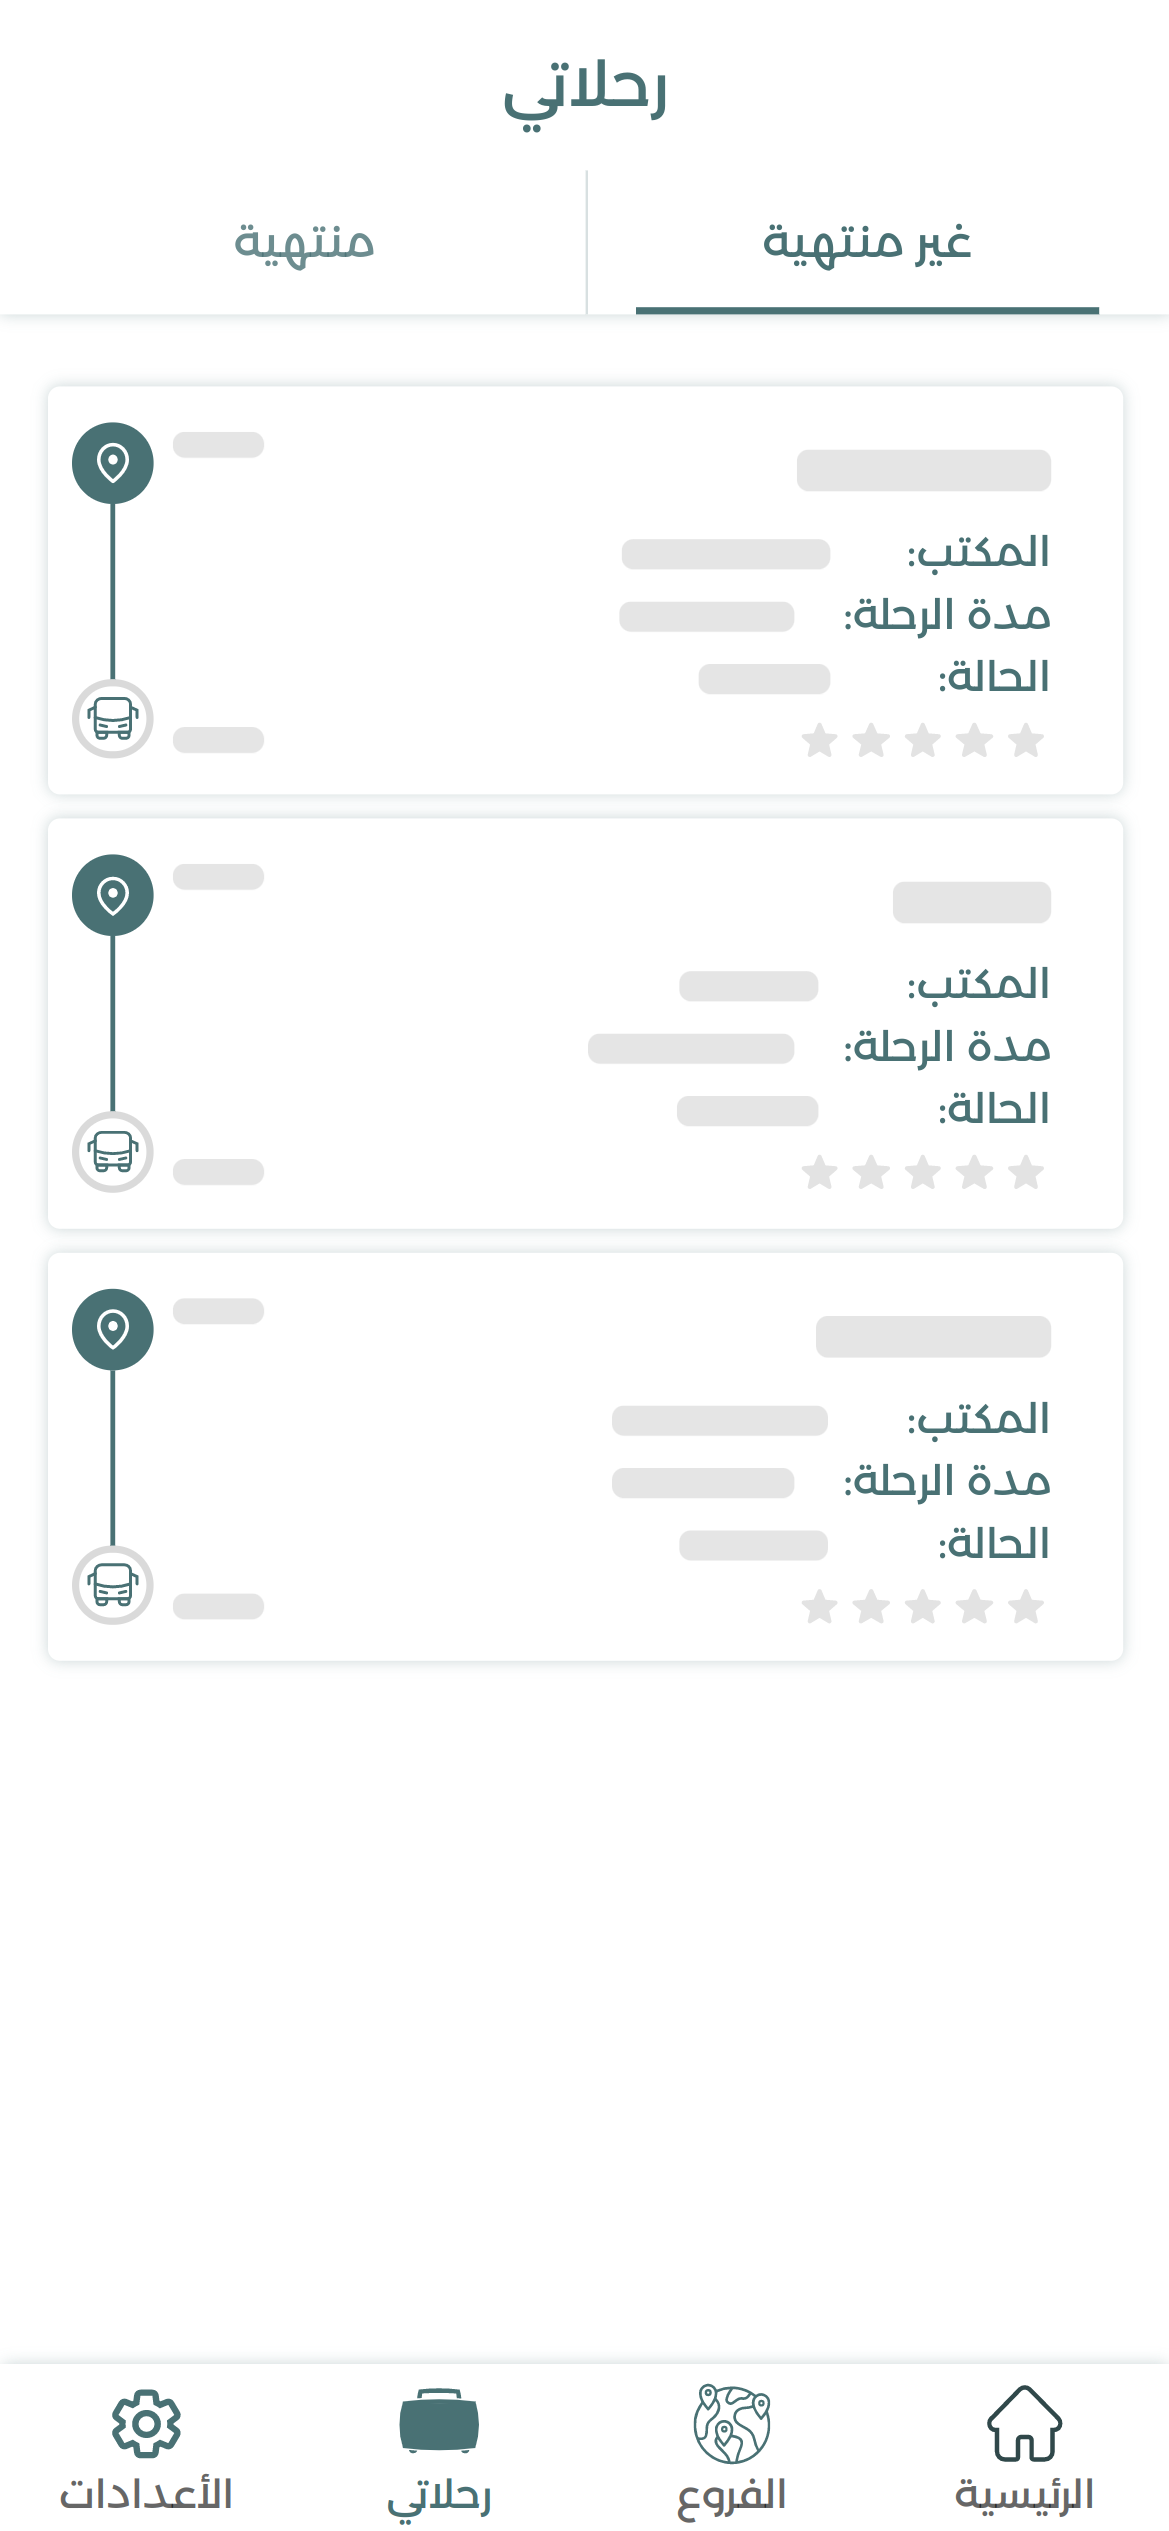 رحلاتي
غير منتهية
منتهية
المكتب:
مدة الرحلة:
الحالة:
المكتب:
مدة الرحلة:
الحالة:
المكتب:
مدة الرحلة:
الحالة:
الرئيسية
الفروع
رحلاتي
الأعدادات